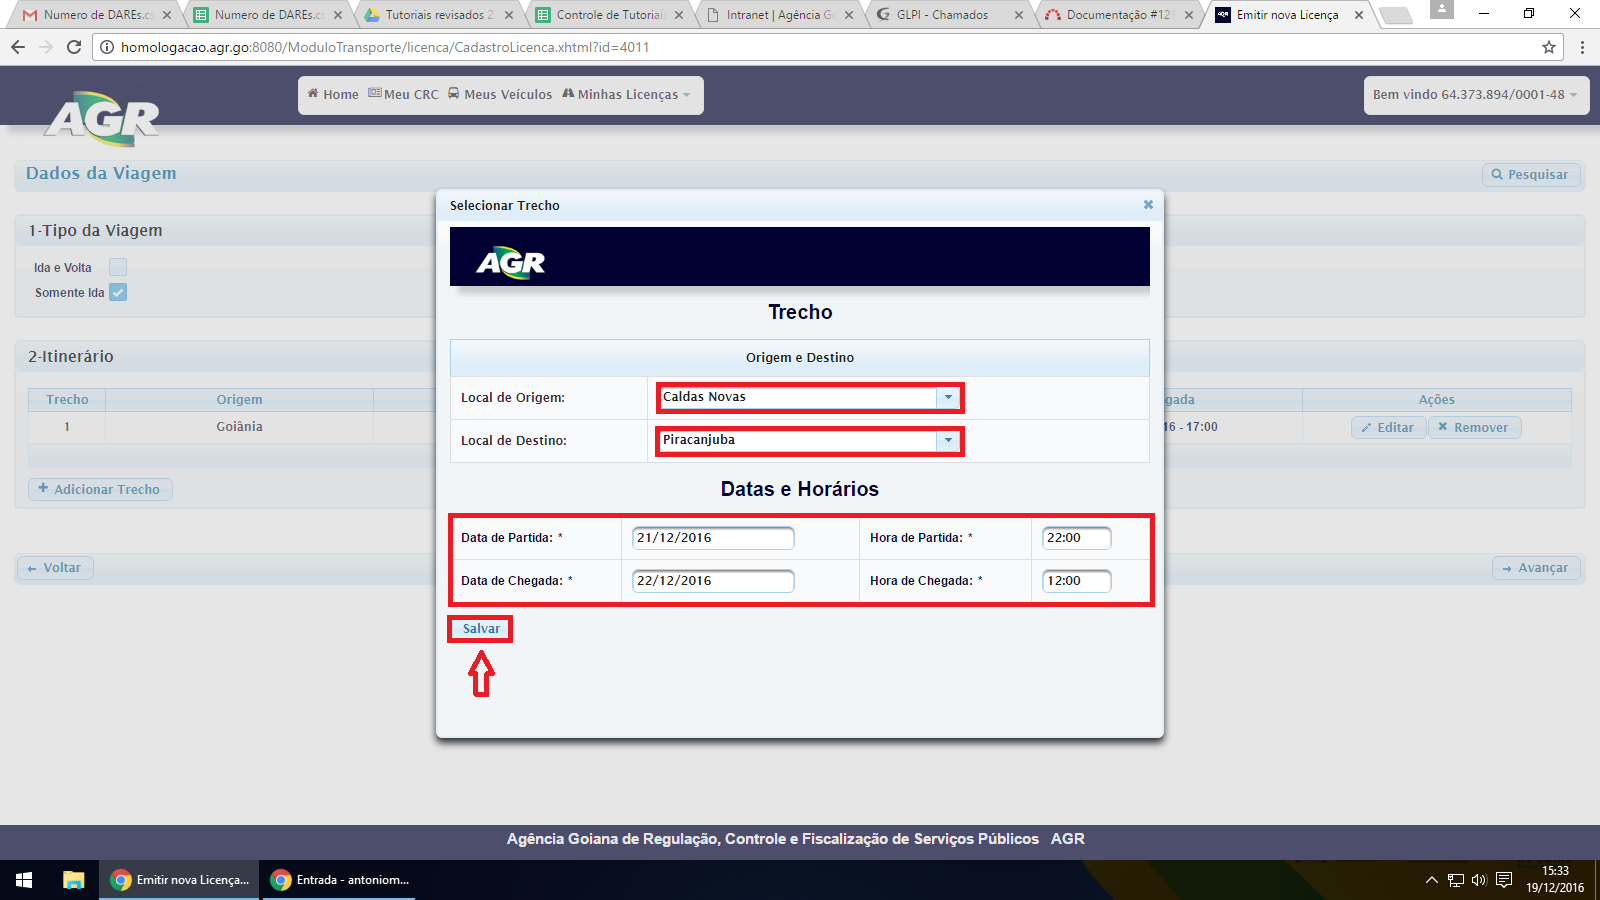 Numero de DAREs.cs
Numero de DAREs.cs
Tutoriais revisados 2
Controle de Tutoriai
Intranet | Agência Go
GLPI - Chamados
Documentação #121
Emitir nova Licença
homologacao.agr.go:8080/ModuloTransporte/licenca/CadastroLicenca.xhtml?id=4011
AGR
Home Meu CRC Meus Veículos Minhas Licenças
Bem vindo 64.373.894/0001-48
Dados da Viagem
Pesquisar
1-Tipo da Viagem
Ida e Volta
Somente Ida
2-Itinerário
Trecho Origem gada Ações
1 Goiânia 16 - 17:00 Editar Remover
Adicionar Trecho
Voltar
Avançar
Selecionar Trecho
AGR
Trecho
Origem e Destino
Local de Origem: Caldas Novas
Local de Destino: Piracanjuba
Datas e Horários
Data de Partida: * 21/12/2016 Hora de Partida: * 22:00
Data de Chegada: * 22/12/2016 Hora de Chegada: * 12:00
Salvar
Agência Goiana de Regulação, Controle e Fiscalização de Serviços Públicos AGR
Emitir nova Licença...
Entrada - antoniom...
15:33
19/12/2016